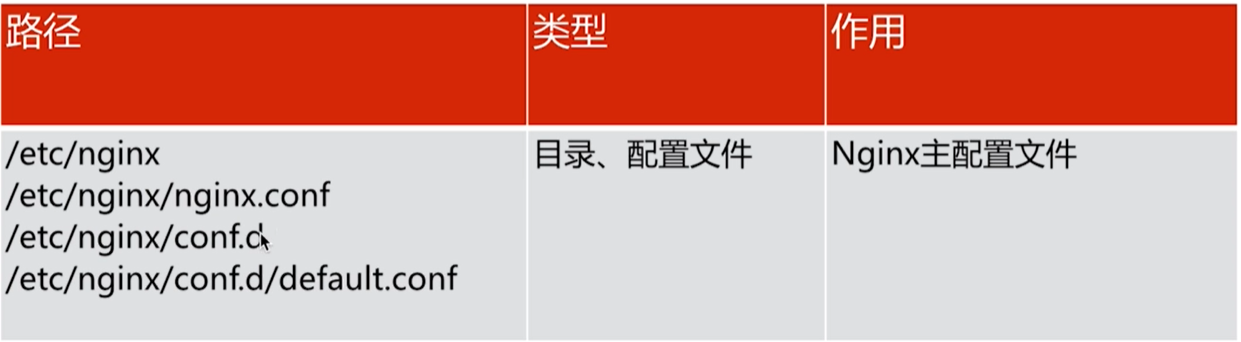 路径 类型 作用
/etc/nginx 目录、配置文件 Nginx主配置文件
/etc/nginx/nginx.conf
/etc/nginx/conf.d
/etc/nginx/conf.d/default.conf